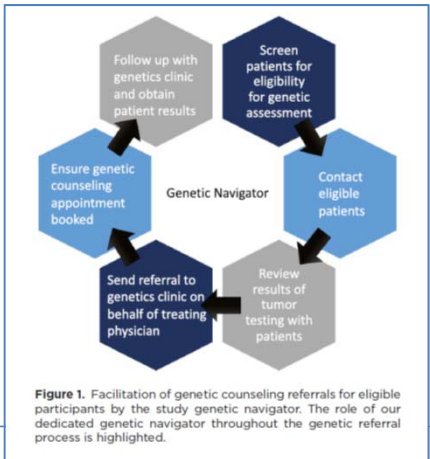 Screen
patients for
eligibility
for genetic
assessment
Contact
eligible
patients
Review
results of
tumor
testing with
patients
Send referral to
genetics clinic on
behalf of treating
physician
Ensure genetic
counseling
appointment
booked
Follow up with
genetics clinic
and obtain
patient results
Genetic Navigator
Figure 1. Facilitation of genetic counseling referrals for eligible
participants by the study genetic navigator. The role of our
dedicated genetic navigator throughout the genetic referral
process is highlighted.